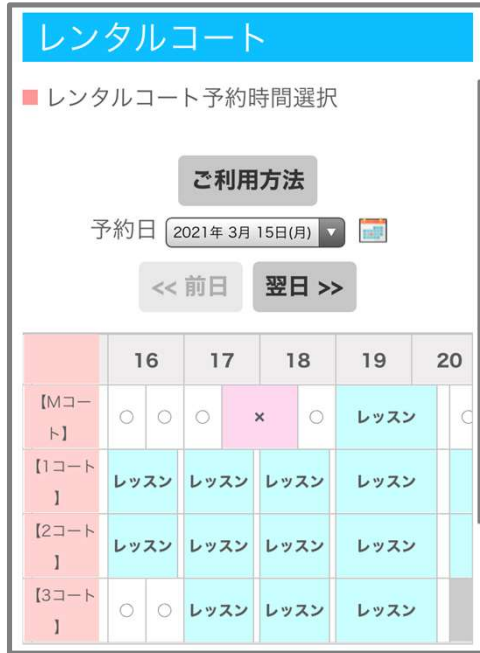 レンタルコート
レンタルコート予約時間選択
ご利用方法
予約日 2021年 3月 15日(月)
<< 前日 翌日 >>
16 17 18 19 20
【Mコー
ト】
○ ○ ○ × ○ レッスン ○
【1コート
】
レッスン レッスン レッスン レッスン
【2コート
】
レッスン レッスン レッスン レッスン
【3コート
】
○ ○ レッスン レッスン レッスン